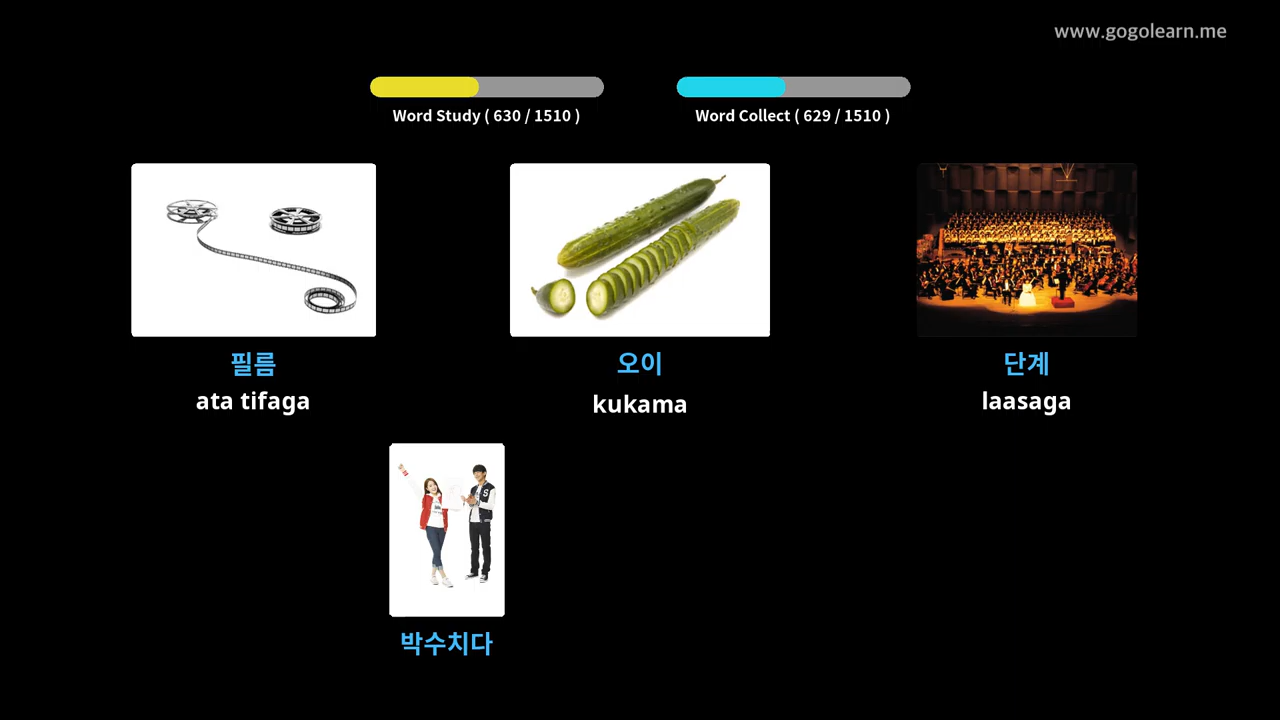 www.gogolearn.me
Word Study ( 630 / 1510 )
Word Collect ( 629 / 1510 )
필름
ata tifaga
오이
kukama
단계
laasaga
S
박수치다